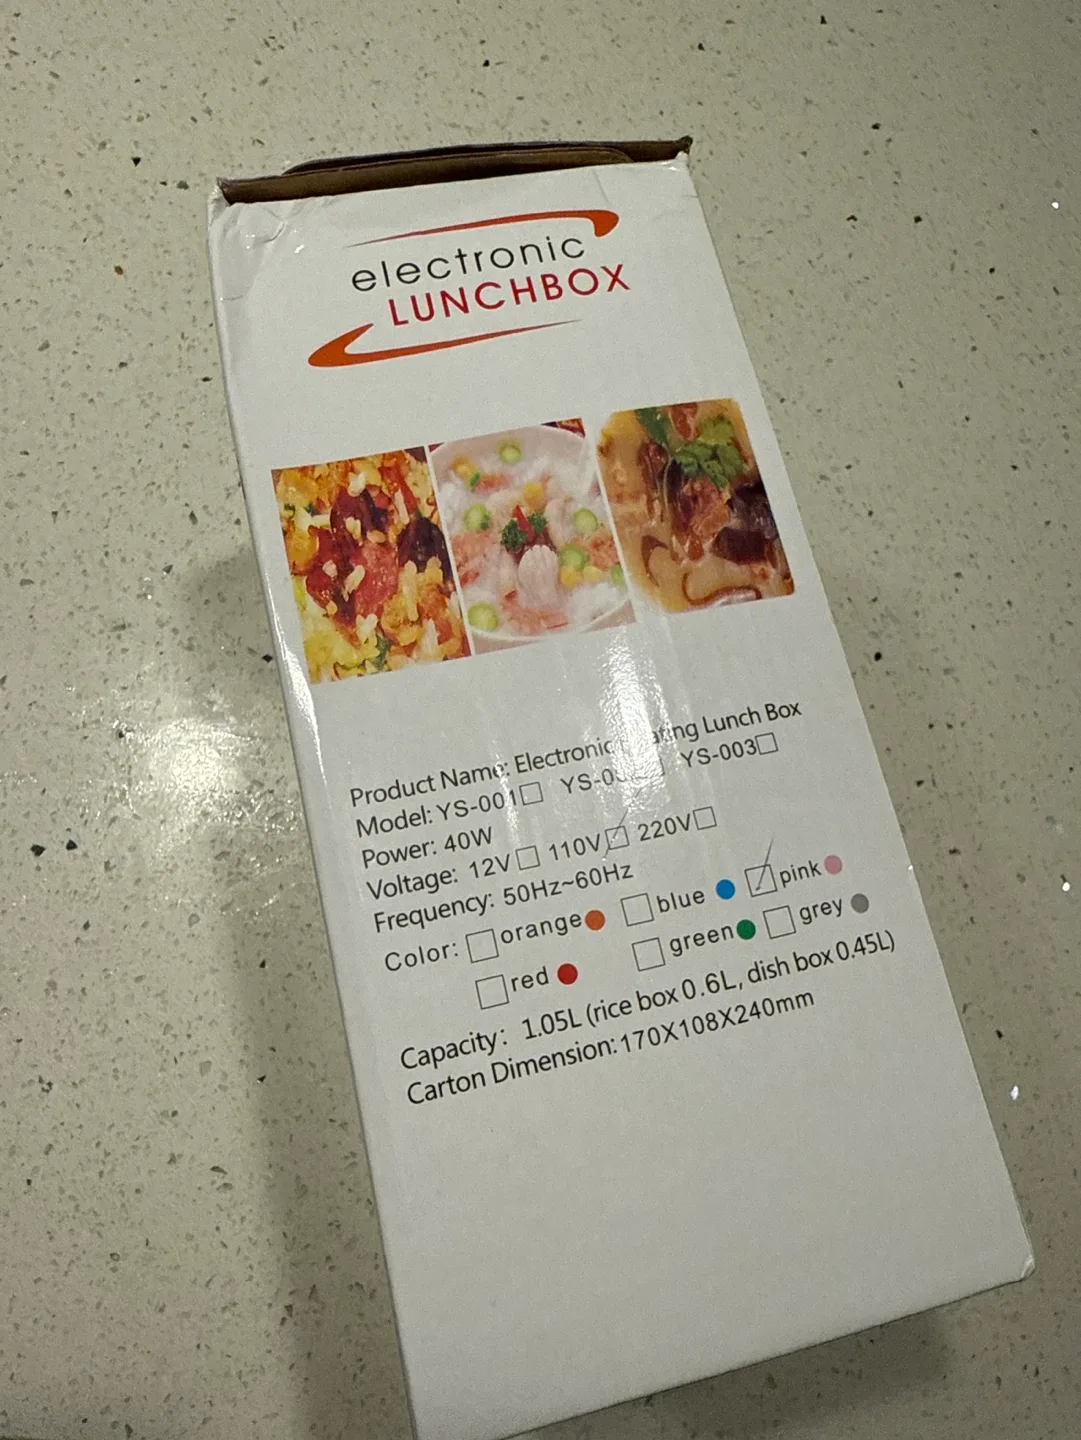 electronic
LUNCHBOX
Product Name: Electronic Lunch Box
Model: YS-001☐ YS-003☐
Power: 40W
Voltage: 12V☐ 110V☑ 220V☐
Frequency: 50Hz~60Hz
Color: ☐orange ☐blue ☑pink
☐red ☐green ☐grey
Capacity: 1.05L (rice box 0.6L, dish box 0.45L)
Carton Dimension:170X108X240mm